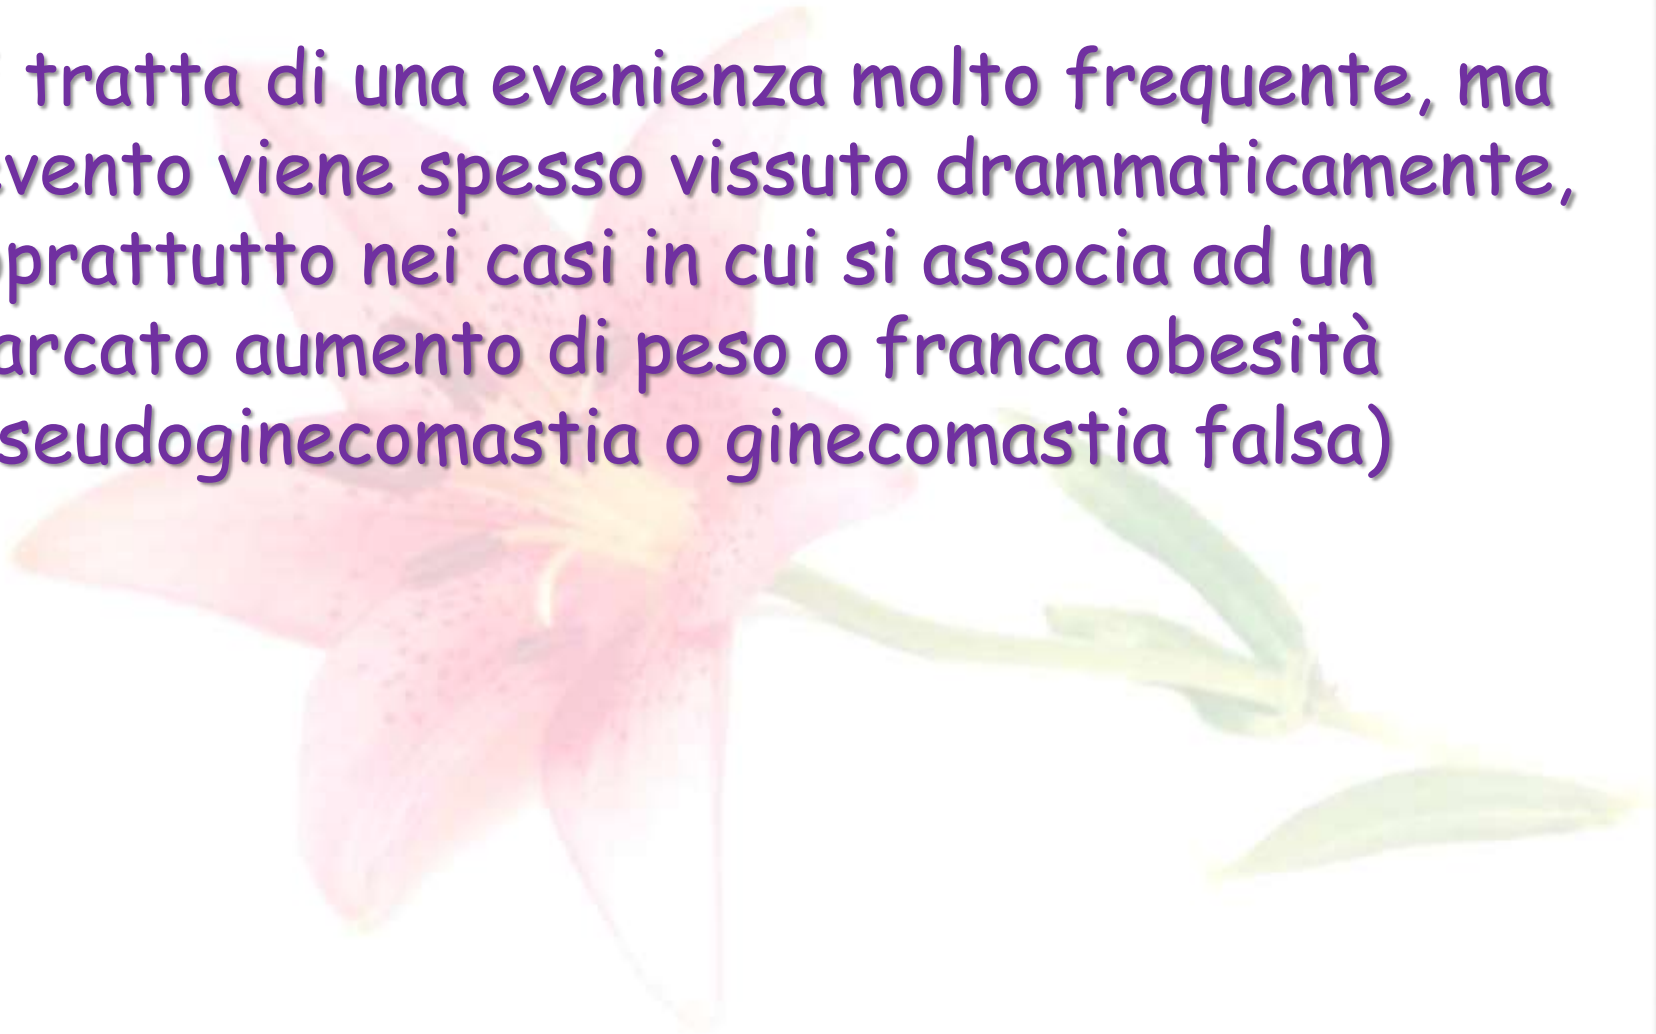 tratta di una evenienza molto frequente, ma
vento viene spesso vissuto drammaticamente,
prattutto nei casi in cui si associa ad un
arcato aumento di peso o franca obesità
seudoginecomastia o ginecomastia falsa)